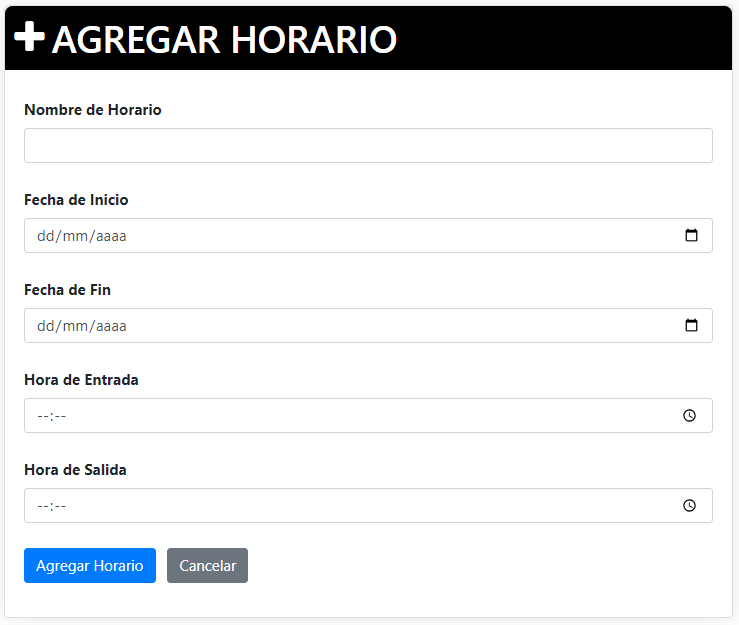 AGREGAR HORARIO
Nombre de Horario
Fecha de Inicio
dd/mm/aaaa
Fecha de Fin
dd/mm/aaaa
Hora de Entrada
--:--
Hora de Salida
--:--
Agregar Horario Cancelar